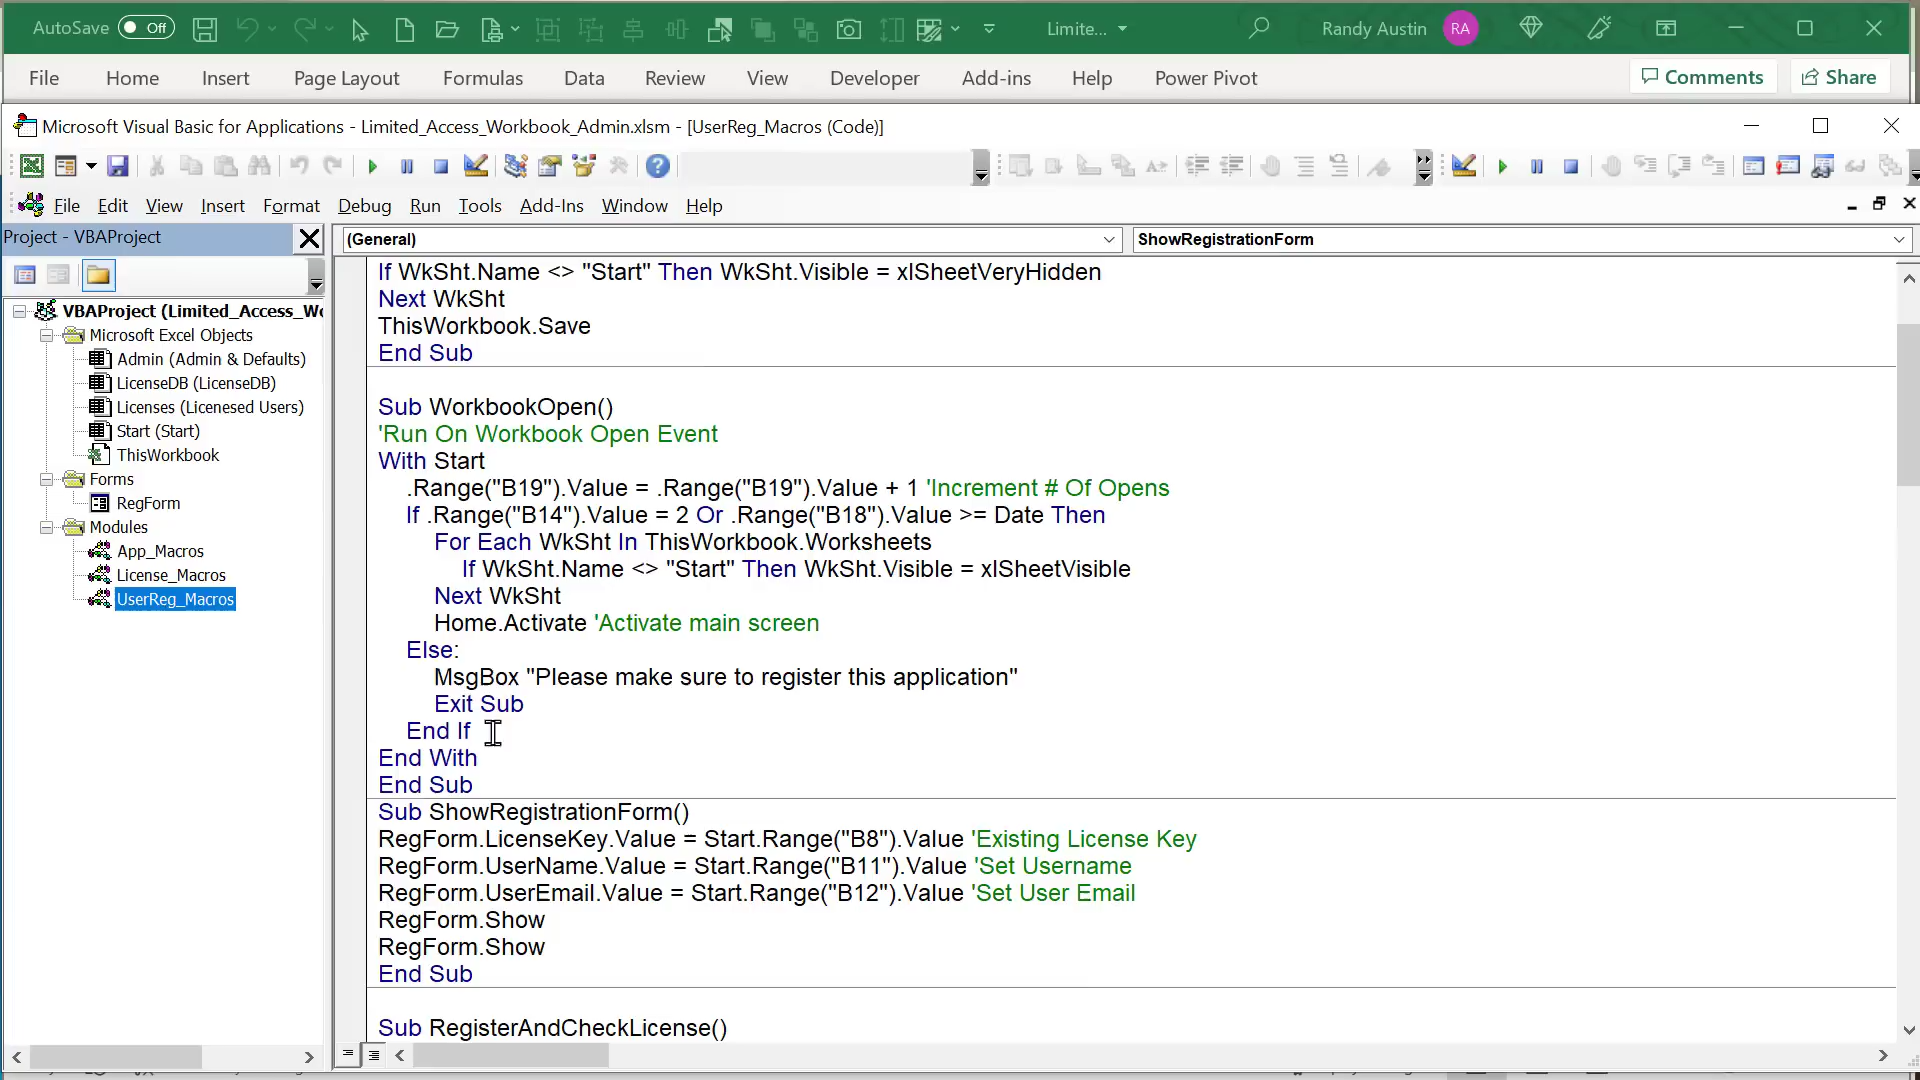 AutoSave Off
Limite...
Randy Austin RA
File Home Insert Page Layout Formulas Data Review View Developer Add-ins Help Power Pivot Comments Share
Microsoft Visual Basic for Applications - Limited_Access_Workbook_Admin.xlsm - [UserReg_Macros (Code)]
File Edit View Insert Format Debug Run Tools Add-Ins Window Help
Project - VBAProject
VBAProject (Limited_Access_Wo
Microsoft Excel Objects
Admin (Admin & Defaults)
LicenseDB (LicenseDB)
Licenses (Licenesed Users)
Start (Start)
ThisWorkbook
Forms
RegForm
Modules
App_Macros
License_Macros
UserReg_Macros
(General)
ShowRegistrationForm
If WkSht.Name <> "Start" Then WkSht.Visible = xlSheetVeryHidden
Next WkSht
ThisWorkbook.Save
End Sub
Sub WorkbookOpen()
'Run On Workbook Open Event
With Start
.Range("B19").Value = .Range("B19").Value + 1 'Increment # Of Opens
If .Range("B14").Value = 2 Or .Range("B18").Value >= Date Then
For Each WkSht In ThisWorkbook.Worksheets
If WkSht.Name <> "Start" Then WkSht.Visible = xlSheetVisible
Next WkSht
Home.Activate 'Activate main screen
Else:
MsgBox "Please make sure to register this application"
Exit Sub
End If
End With
End Sub
Sub ShowRegistrationForm()
RegForm.LicenseKey.Value = Start.Range("B8").Value 'Existing License Key
RegForm.UserName.Value = Start.Range("B11").Value 'Set Username
RegForm.UserEmail.Value = Start.Range("B12").Value 'Set User Email
RegForm.Show
RegForm.Show
End Sub
Sub RegisterAndCheckLicense()